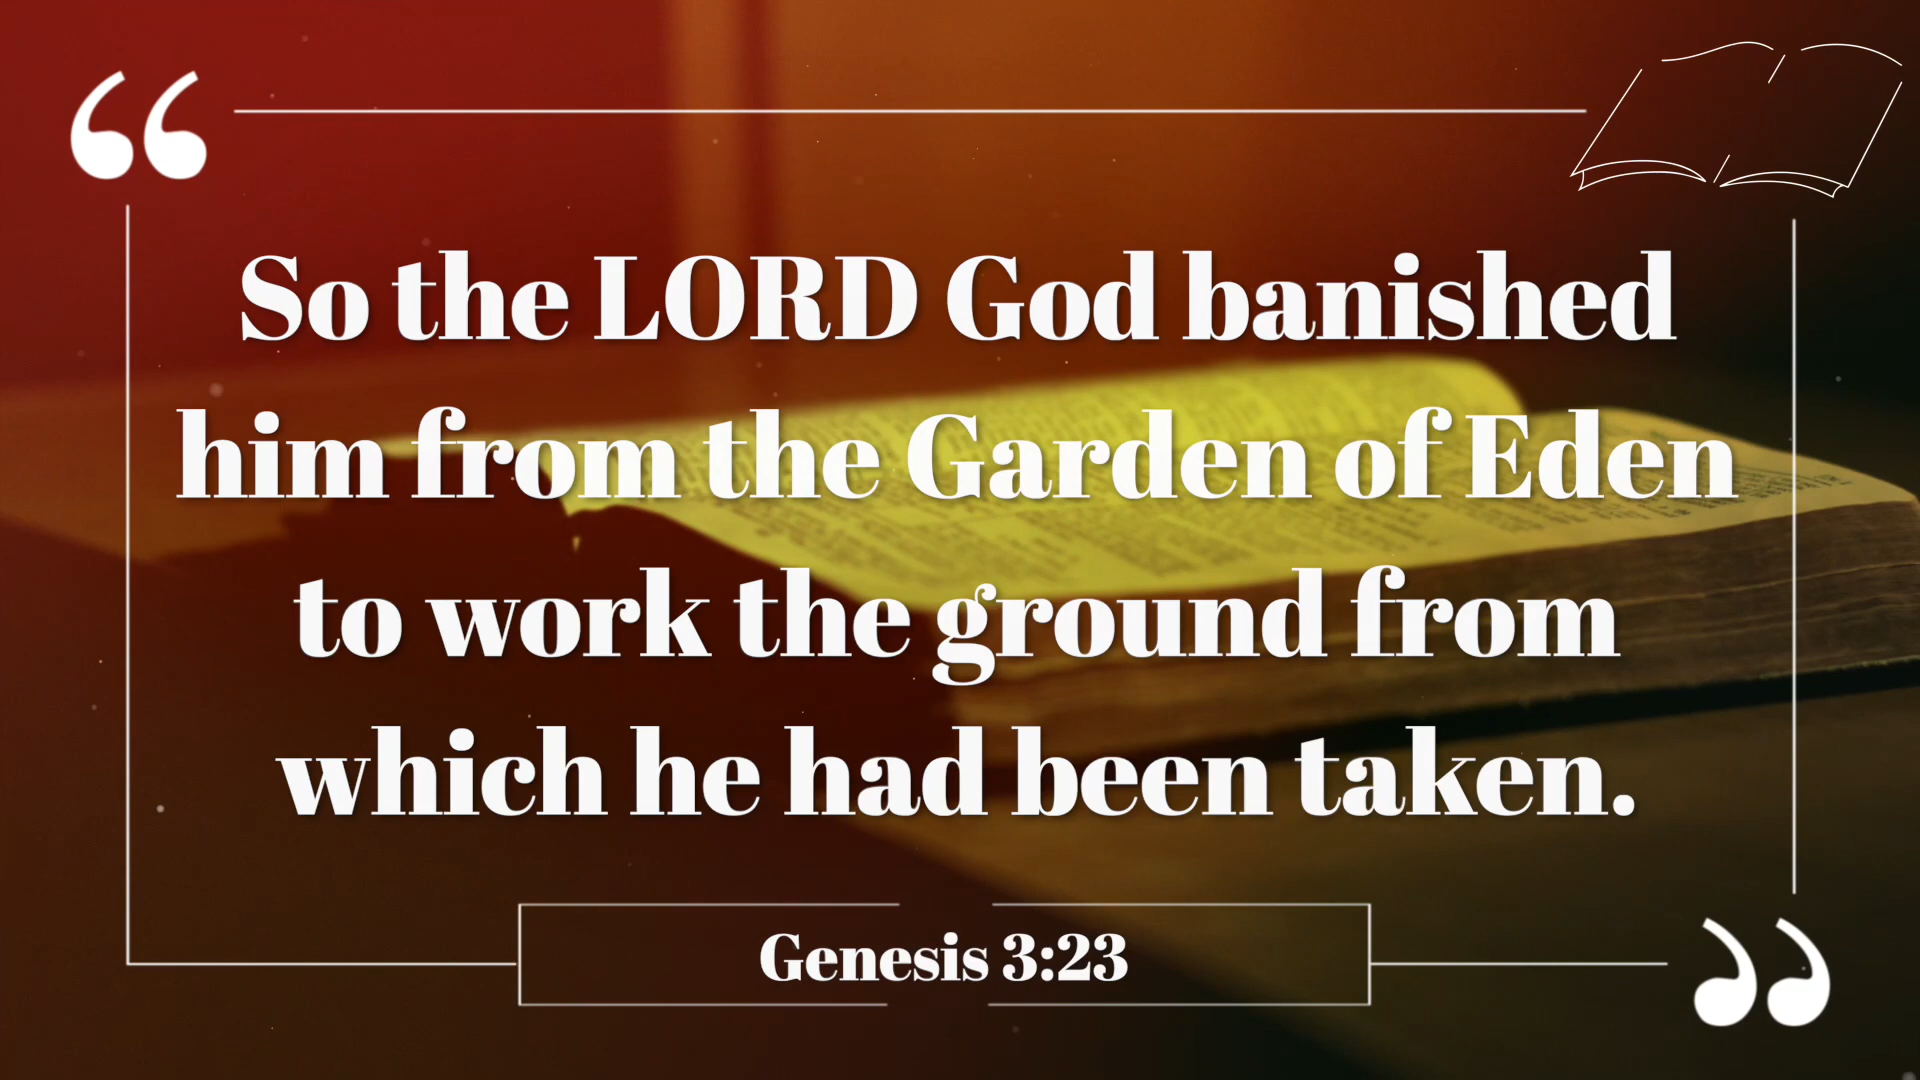 So the LORD God banished
him from the Garden of Eden
to work the ground from
which he had been taken.
Genesis 3:23